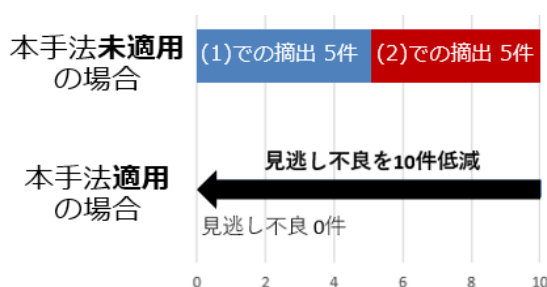 本手法未適用
の場合
(1)での摘出 5件
(2)での摘出 5件
本手法適用
の場合
見逃し不良を10件低減
見逃し不良 0件
0 2 4 6 8 10